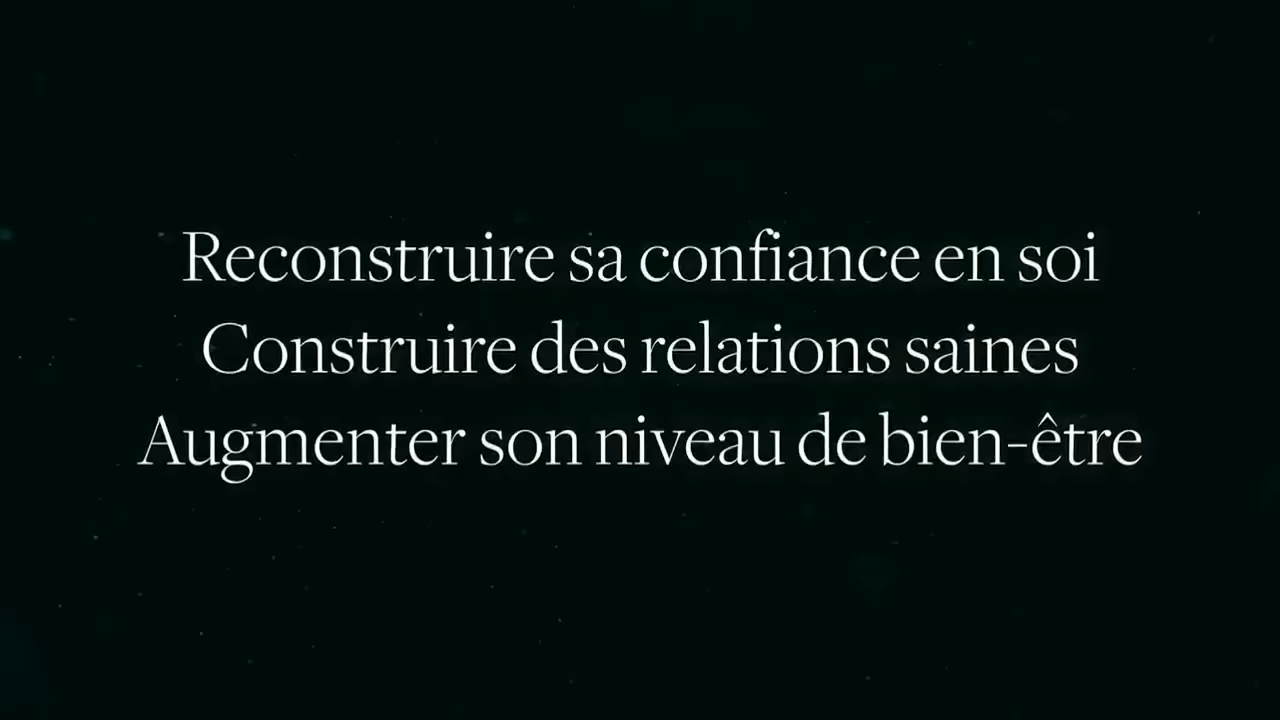 Reconstruire sa confiance en soi
Construire des relations saines
Augmenter son niveau de bien-être